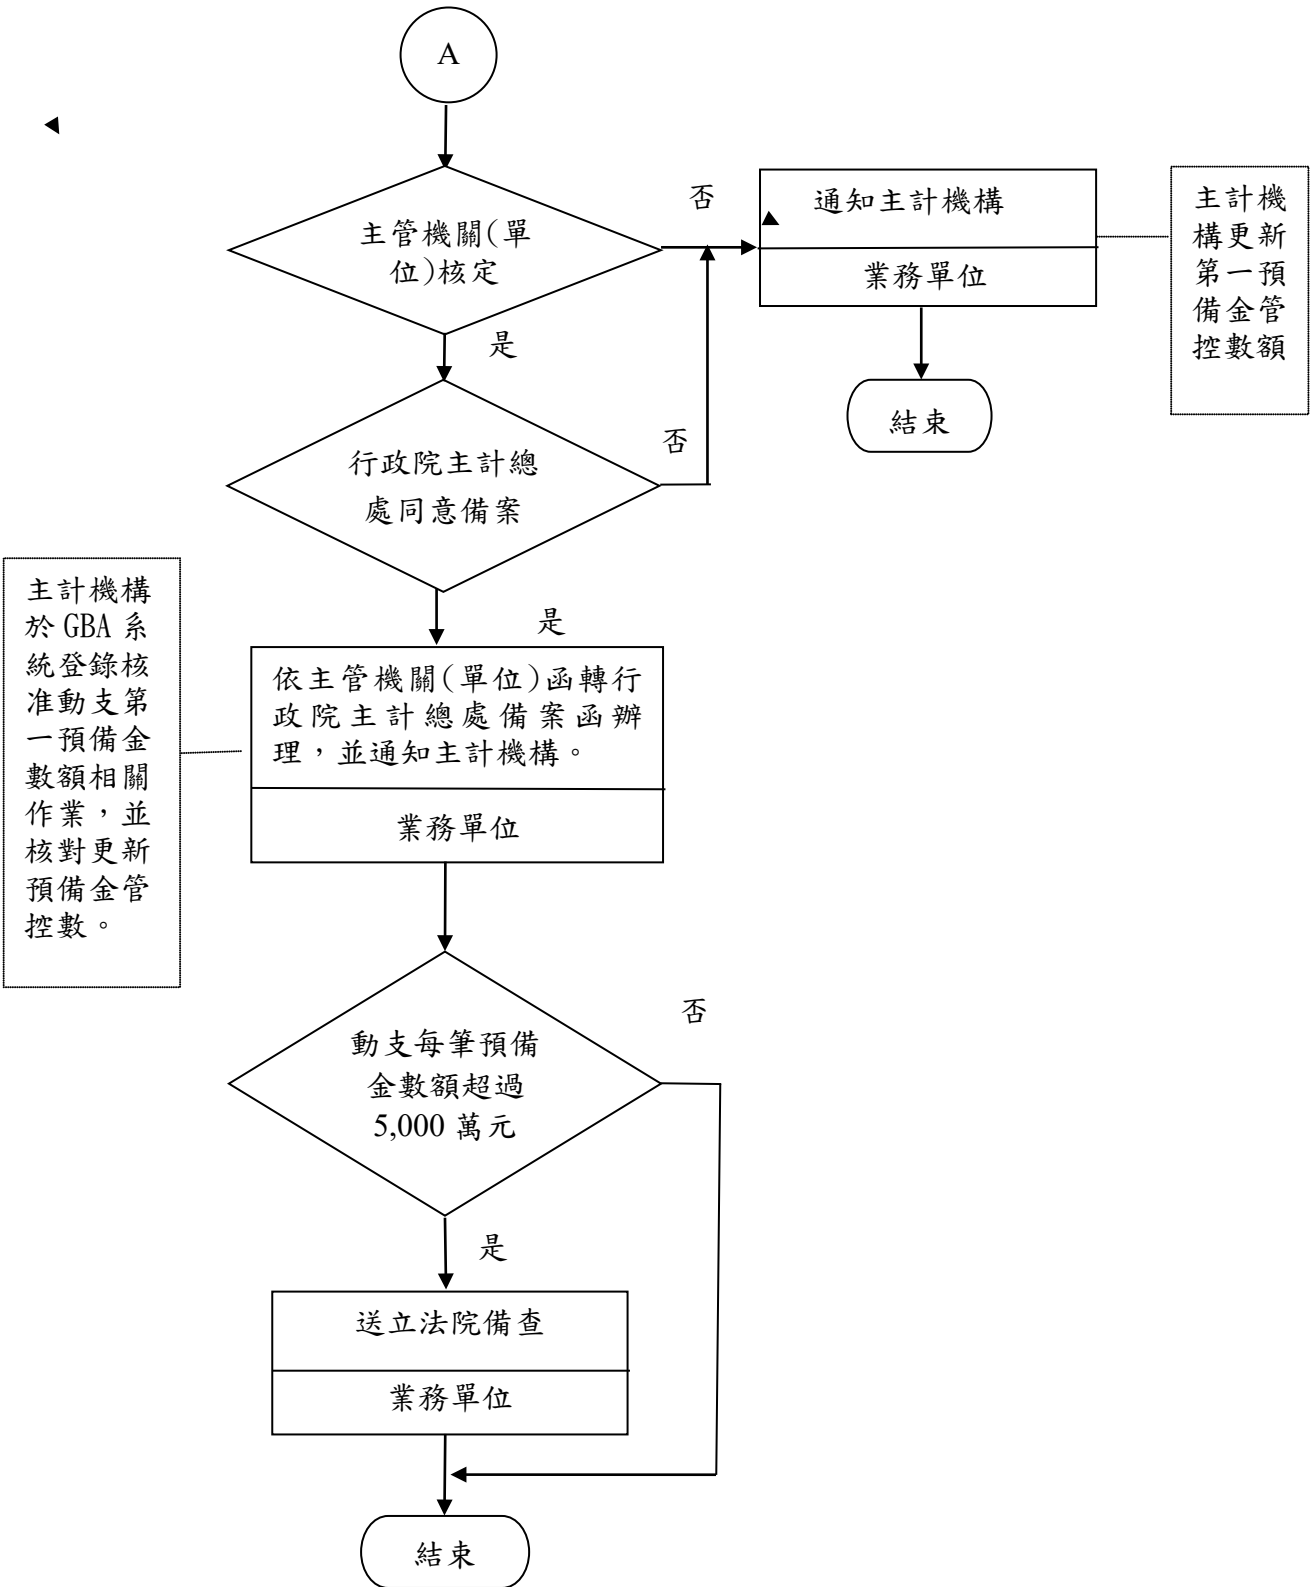 A
主管機關(單
位)核定
否
通知主計機構
業務單位
主計機
構更新
第一預
備金管
控數額
是
結束
行政院主計總
處同意備案
否
是
主計機構
於 GBA 系
統登錄核
准動支第
一預備金
數額相關
作業，並
核對更新
預備金管
控數。
依主管機關(單位)函轉行
政院主計總處備案函辦
理，並通知主計機構。
業務單位
動支每筆預備
金數額超過
5,000 萬元
否
是
送立法院備查
業務單位
結束